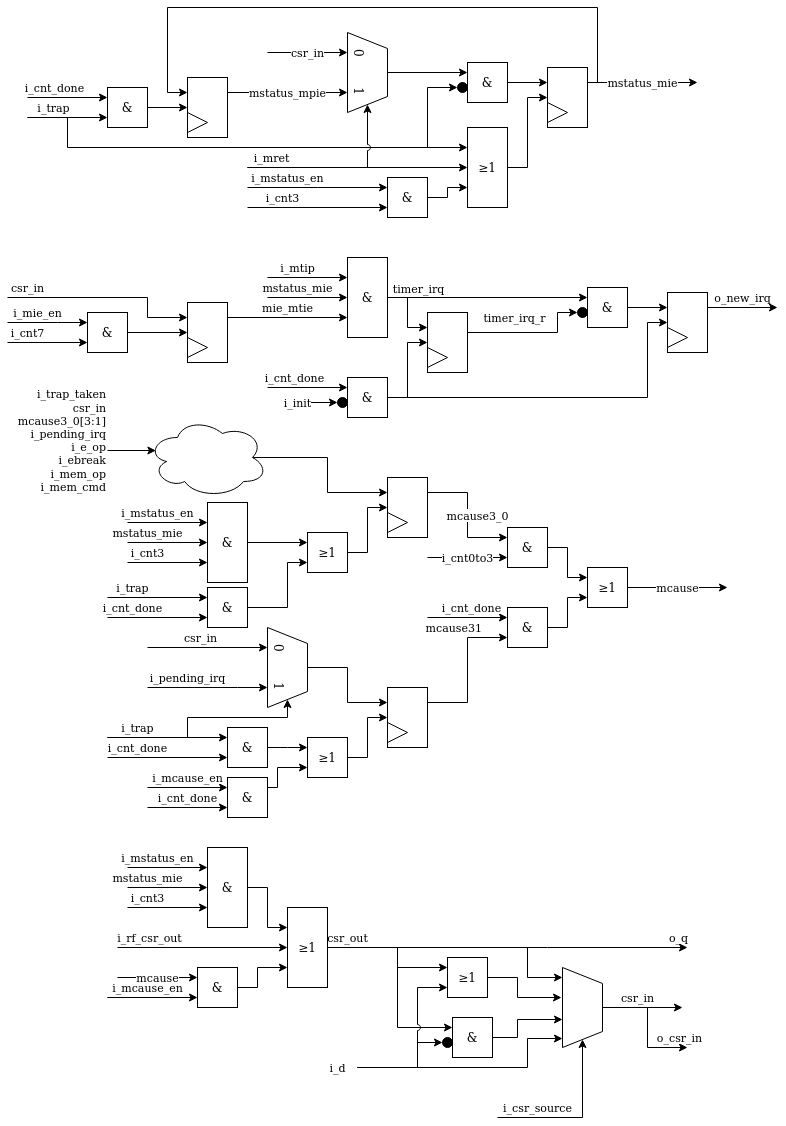 csr_in
0
i_cnt_done
&
mstatus_mie
i_trap
&
mstatus_mpie
1
i_mret
≥1
i_mstatus_en
&
i_cnt3
i_mtip
csr_in
mstatus_mie
&
timer_irq
o_new_irq
i_mie_en
mie_mtie
&
i_cnt7
&
timer_irq_r
i_cnt_done
&
i_init
i_trap_taken
csr_in
mcause3_0[3:1]
i_pending_irq
i_e_op
i_ebreak
i_mem_op
i_mem_cmd
i_mstatus_en
mcause3_0
mstatus_mie
&
i_cnt3
≥1
i_cnt0to3
&
i_trap
≥1
mcause
i_cnt_done
&
i_cnt_done
&
mcause31
csr_in
0
i_pending_irq
1
i_trap
&
i_cnt_done
≥1
i_mcause_en
&
i_cnt_done
i_mstatus_en
mstatus_mie
&
i_cnt3
i_rf_csr_out
≥1
csr_out
o_q
mcause
&
i_mcause_en
≥1
csr_in
&
o_csr_in
i_d
i_csr_source